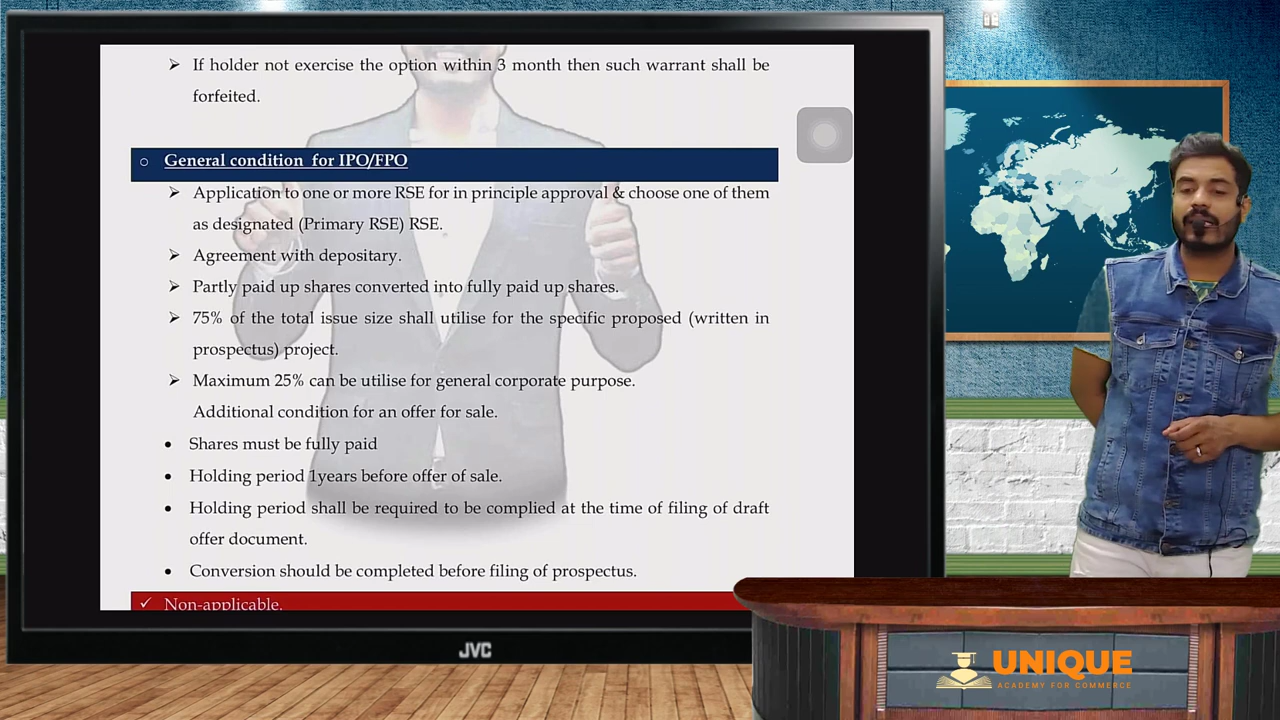 ➢ If holder not exercise the option within 3 month then such warrant shall be
forfeited.
○ General condition for IPO/FPO
➢ Application to one or more RSE for in principle approval & choose one of them
as designated (Primary RSE) RSE.
➢ Agreement with depositary.
➢ Partly paid up shares converted into fully paid up shares.
➢ 75% of the total issue size shall utilise for the specific proposed (written in
prospectus) project.
➢ Maximum 25% can be utilise for general corporate purpose.
Additional condition for an offer for sale.
• Shares must be fully paid
• Holding period 1years before offer of sale.
• Holding period shall be required to be complied at the time of filing of draft
offer document.
• Conversion should be completed before filing of prospectus.
✓ Non-applicable.
JVC
UNIQUE
ACADEMY FOR COMMERCE